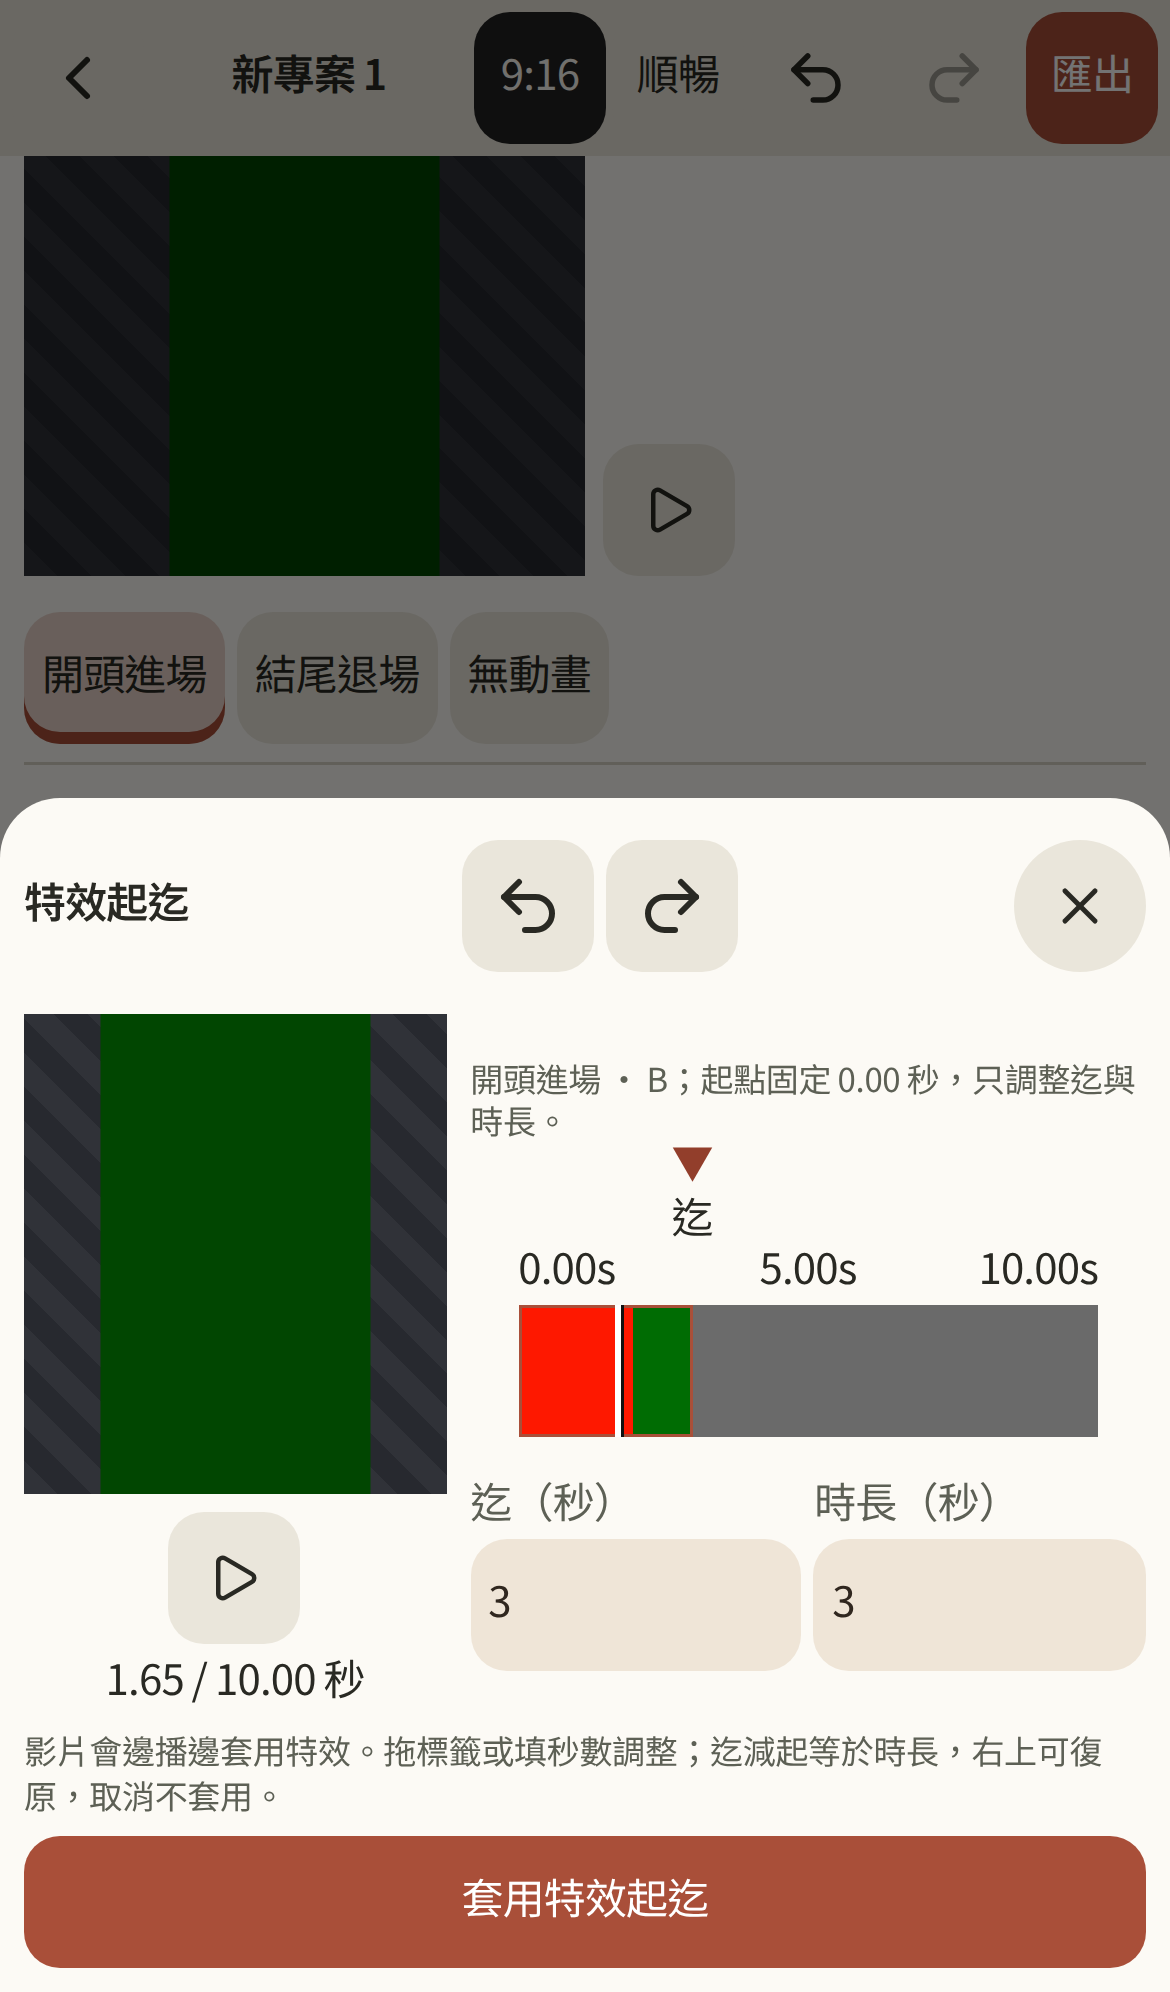 新專案 1
9:16
順暢
匯出
開頭進場
結尾退場
無動畫
特效起迄
開頭進場 · B；起點固定 0.00 秒，只調整迄與
時長。
迄
0.00s
5.00s
10.00s
迄（秒）
時長（秒）
3
3
1.65 / 10.00 秒
影片會邊播邊套用特效。拖標籤或填秒數調整；迄減起等於時長，右上可復
原，取消不套用。
套用特效起迄